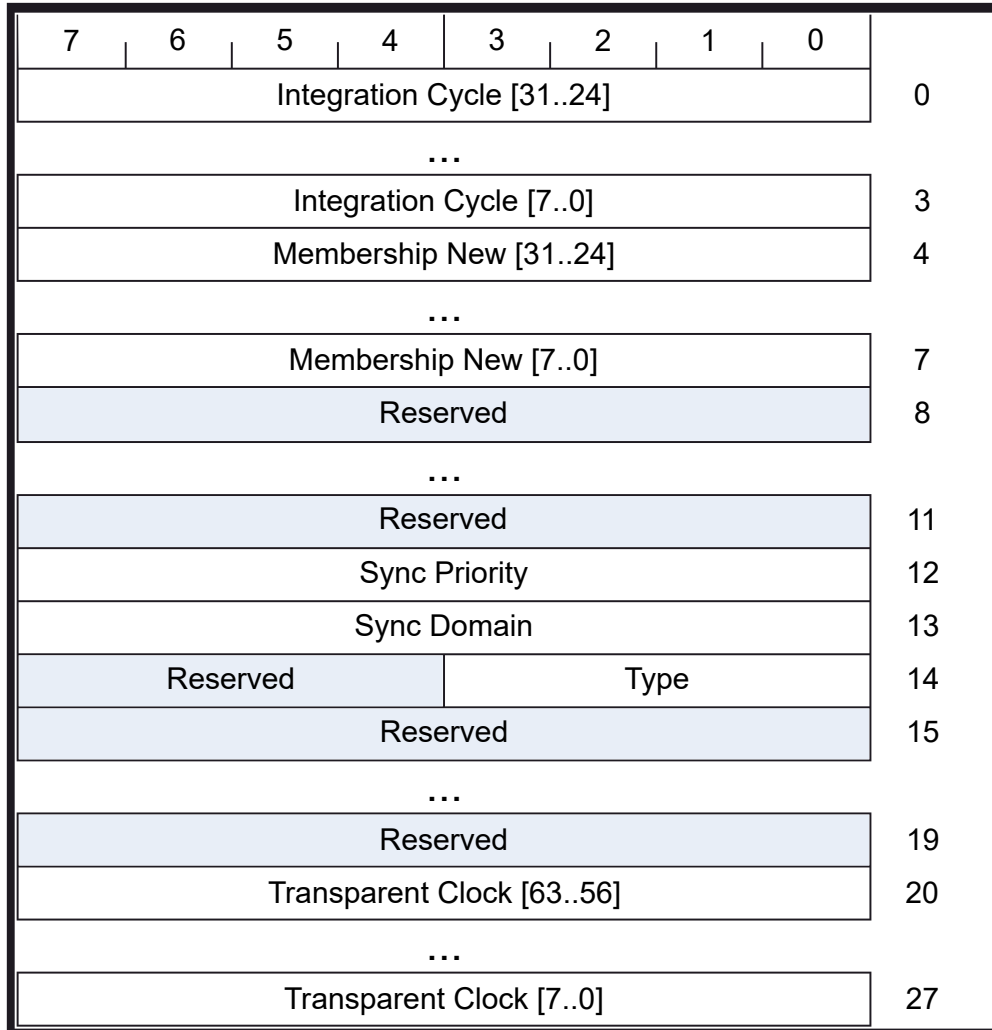 7 6 5 4 3 2 1 0
Integration Cycle [31..24] 0
...
Integration Cycle [7..0] 3
Membership New [31..24] 4
...
Membership New [7..0] 7
Reserved 8
...
Reserved 11
Sync Priority 12
Sync Domain 13
Reserved Type 14
Reserved 15
...
Reserved 19
Transparent Clock [63..56] 20
...
Transparent Clock [7..0] 27